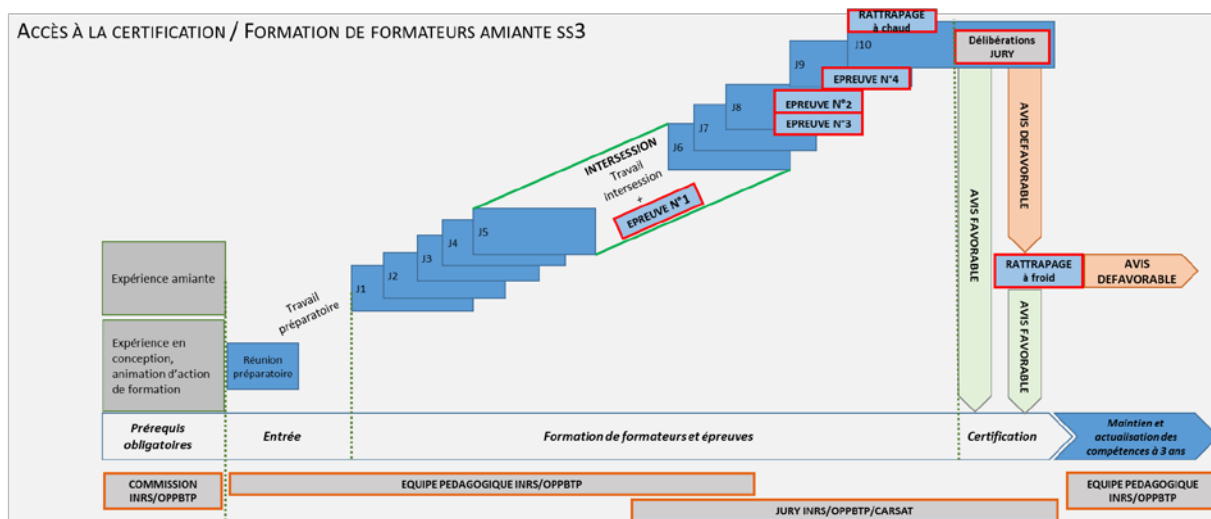 ACCÈS À LA CERTIFICATION / FORMATION DE FORMATEURS AMIANTE SS3
RATTRAPAGE
à chaud
J10
Délibérations
JURY
J9
EPREUVE N°4
J8
EPREUVE N°2
EPREUVE N°3
J7
J6
INTERSESSION
Travail
intersession
+
EPREUVE N°1
J5
J4
J3
J2
J1
AVIS DEFAVORABLE
AVIS FAVORABLE
RATTRAPAGE
à froid
AVIS
DEFAVORABLE
AVIS FAVORABLE
Expérience amiante
Travail
préparatoire
Expérience en
conception,
animation d'action
de formation
Réunion
préparatoire
Prérequis
obligatoires
Entrée
Formation de formateurs et épreuves
Certification
Maintien et
actualisation des
compétences à 3 ans
COMMISSION
INRS/OPPBTP
EQUIPE PEDAGOGIQUE INRS/OPPBTP
JURY INRS/OPPBTP/CARSAT
EQUIPE PEDAGOGIQUE
INRS/OPPBTP